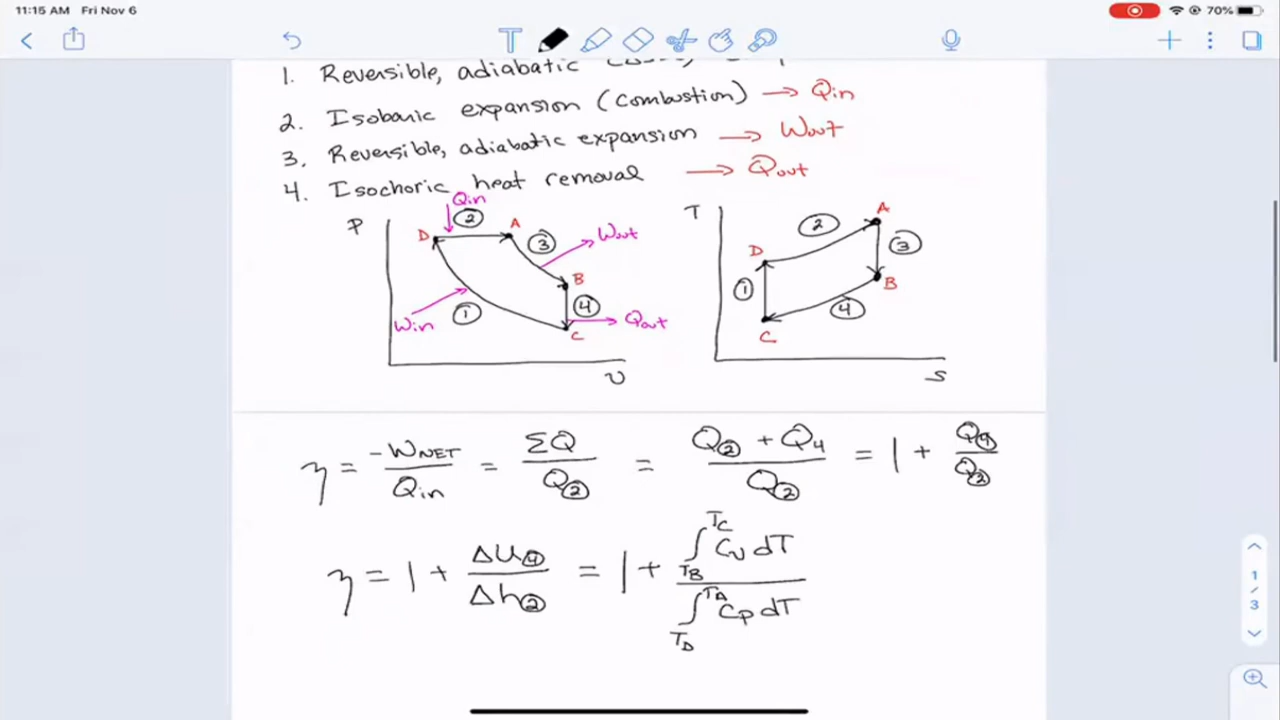 11:15 AM Fri Nov 6
70%
1. Reversible, adiabatic
2. Isobaric expansion (combustion) → Qin
3. Reversible, adiabatic expansion → Wout
4. Isochoric heat removal → Qout
P
Qin
②
D
A
③
Wout
B
④
Win
①
Qout
C
υ
T
A
②
③
D
B
①
④
C
S
η = -WNET / Qin = ΣQ / Q② = Q② + Q4 / Q② = 1 + Q④ / Q②
η = 1 + ΔU④ / Δh② = 1 + ∫TB TC Cv dT / ∫TD TA CP dT
1
/
3